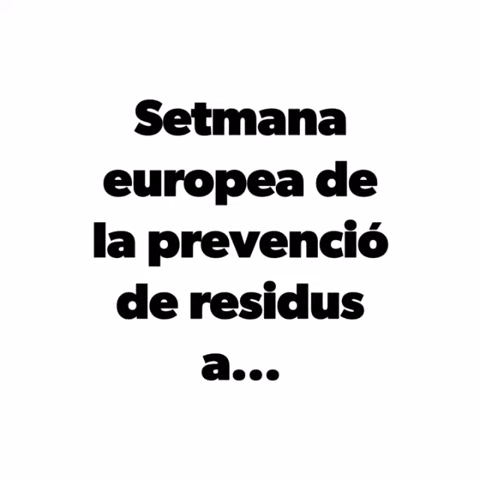 Setmana
europea de
la prevenció
de residus
a...